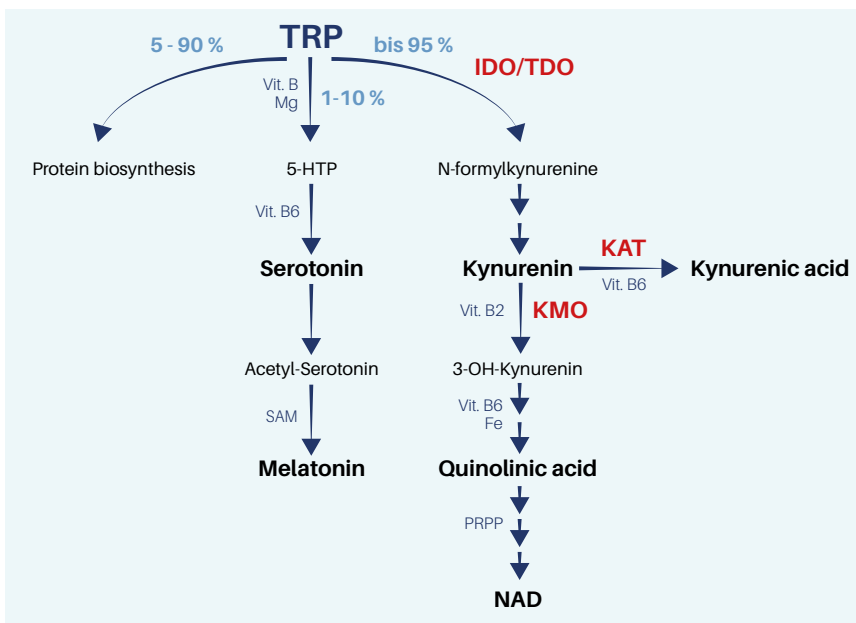 TRP
5 - 90 %
bis 95 %
IDO/TDO
Vit. B
Mg
1-10 %
Protein biosynthesis
5-HTP
N-formylkynurenine
Vit. B6
KAT
Serotonin
Kynurenin
Kynurenic acid
Vit. B6
Vit. B2
KMO
Acetyl-Serotonin
3-OH-Kynurenin
Vit. B6
Fe
SAM
Melatonin
Quinolinic acid
PRPP
NAD